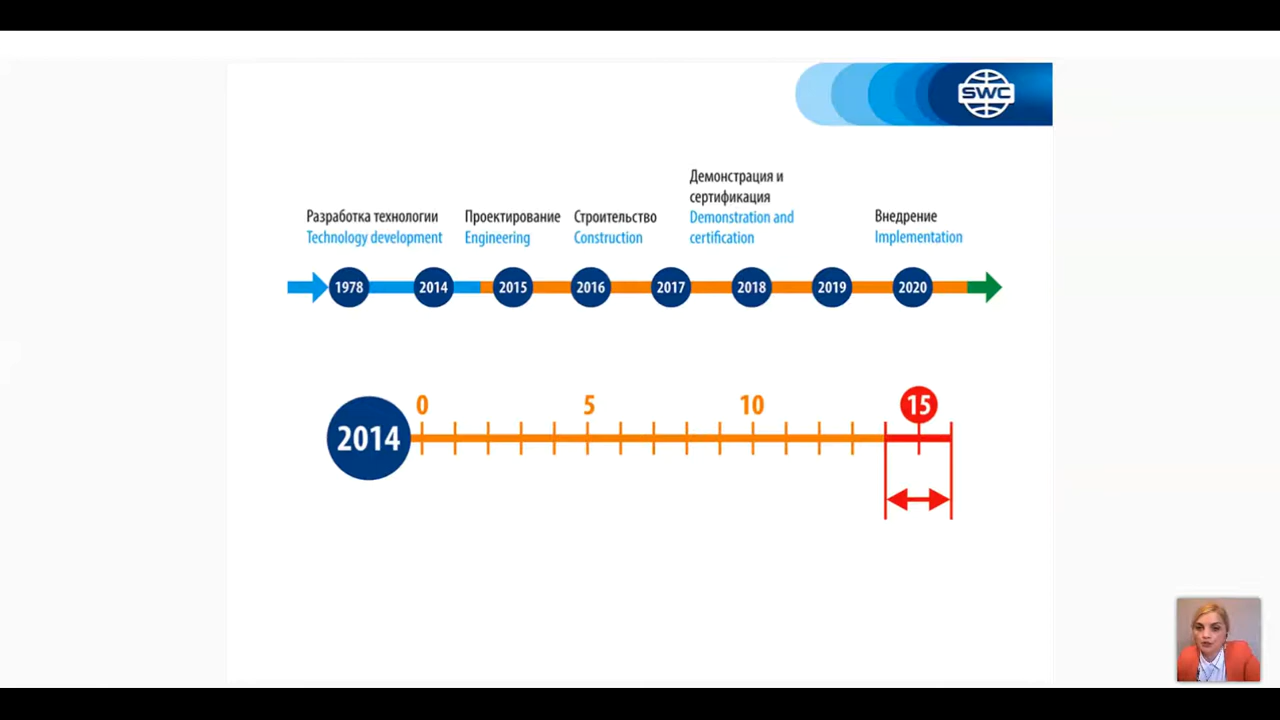 SWC
Демонстрация и
сертификация
Demonstration and
certification
Разработка технологии
Technology development
Проектирование
Engineering
Строительство
Construction
Внедрение
Implementation
1978 2014 2015 2016 2017 2018 2019 2020
0 5 10 15
2014